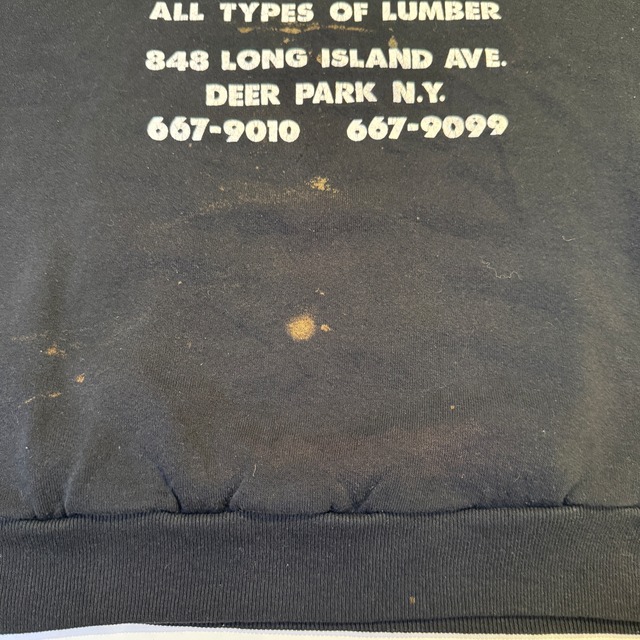 ALL TYPES OF LUMBER
848 LONG ISLAND AVE.
DEER PARK N.Y.
667-9010 667-9099